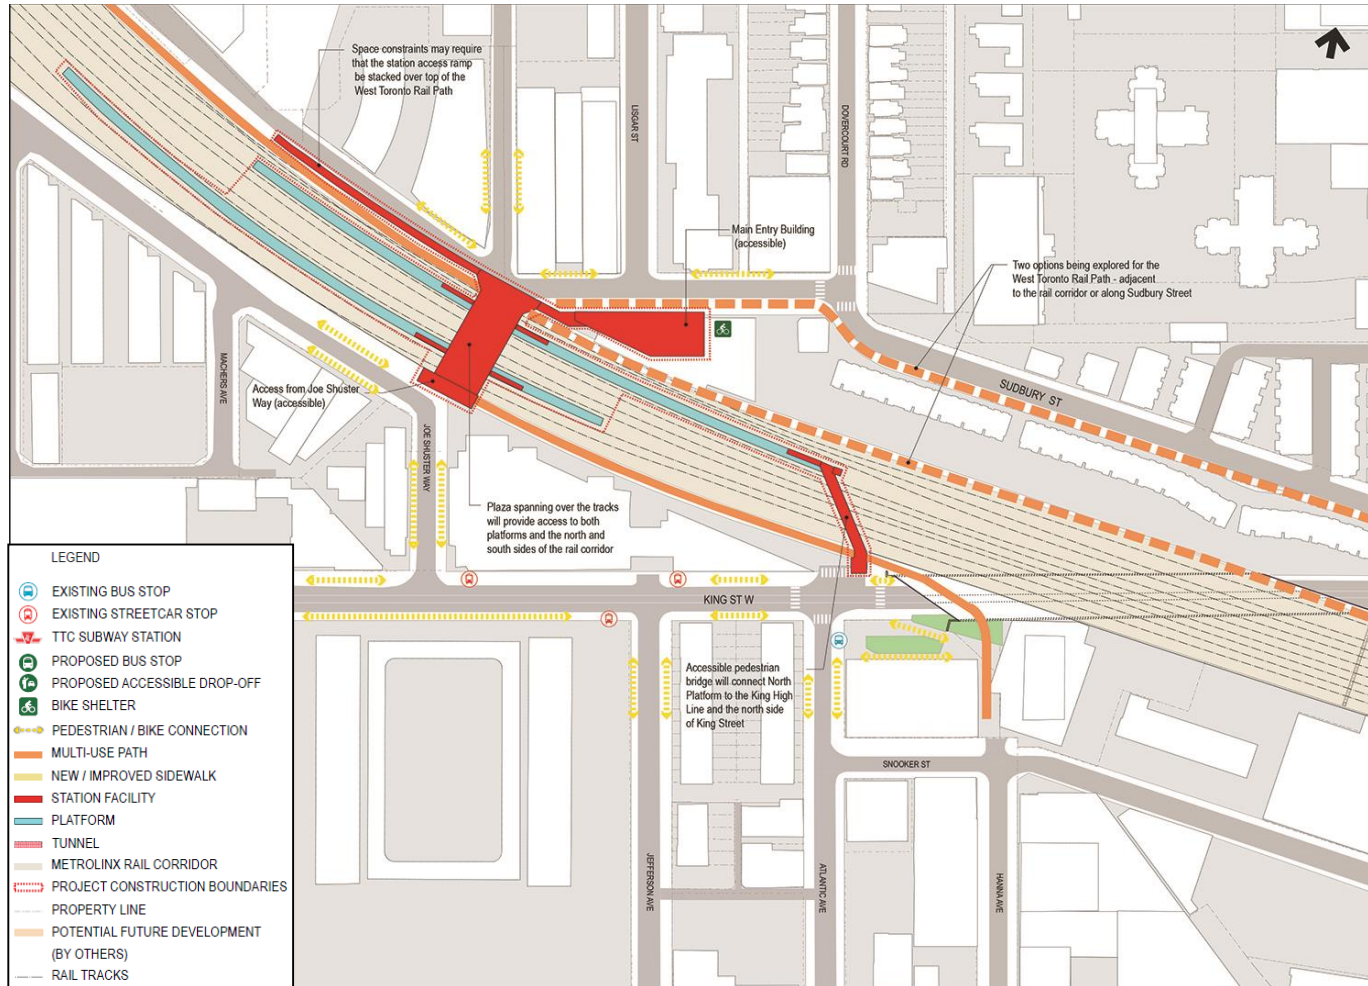 Space constraints may require
that the station access ramp
be stacked over top of the
West Toronto Rail Path
LISGAR ST
DOVERCOURT RD
Main Entry Building
(accessible)
Two options being explored for the
West Toronto Rail Path - adjacent
to the rail corridor or along Sudbury Street
SUDBURY ST
MACHERS AVE
Access from Joe Shuster
Way (accessible)
JOE SHUSTER WAY
Plaza spanning over the tracks
will provide access to both
platforms and the north and
south sides of the rail corridor
KING ST W
Accessible pedestrian
bridge will connect North
Platform to the King High
Line and the north side
of King Street
SNOOKER ST
JEFFERSON AVE
ATLANTIC AVE
HANNA AVE
LEGEND
EXISTING BUS STOP
EXISTING STREETCAR STOP
TTC SUBWAY STATION
PROPOSED BUS STOP
PROPOSED ACCESSIBLE DROP-OFF
BIKE SHELTER
PEDESTRIAN / BIKE CONNECTION
MULTI-USE PATH
NEW / IMPROVED SIDEWALK
STATION FACILITY
PLATFORM
TUNNEL
METROLINX RAIL CORRIDOR
PROJECT CONSTRUCTION BOUNDARIES
PROPERTY LINE
POTENTIAL FUTURE DEVELOPMENT
(BY OTHERS)
RAIL TRACKS